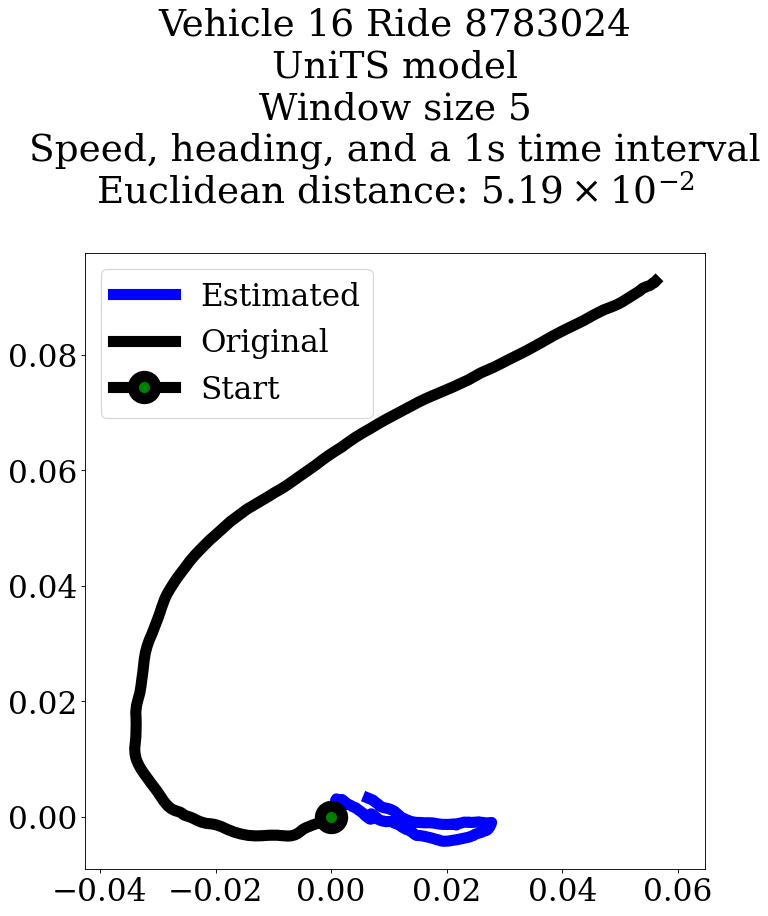 Vehicle 16 Ride 8783024
UniTS model
Window size 5
Speed, heading, and a 1s time interval
Euclidean distance: 5.19 × 10⁻²
Estimated
Original
Start
0.08
0.06
0.04
0.02
0.00
−0.04 −0.02 0.00 0.02 0.04 0.06